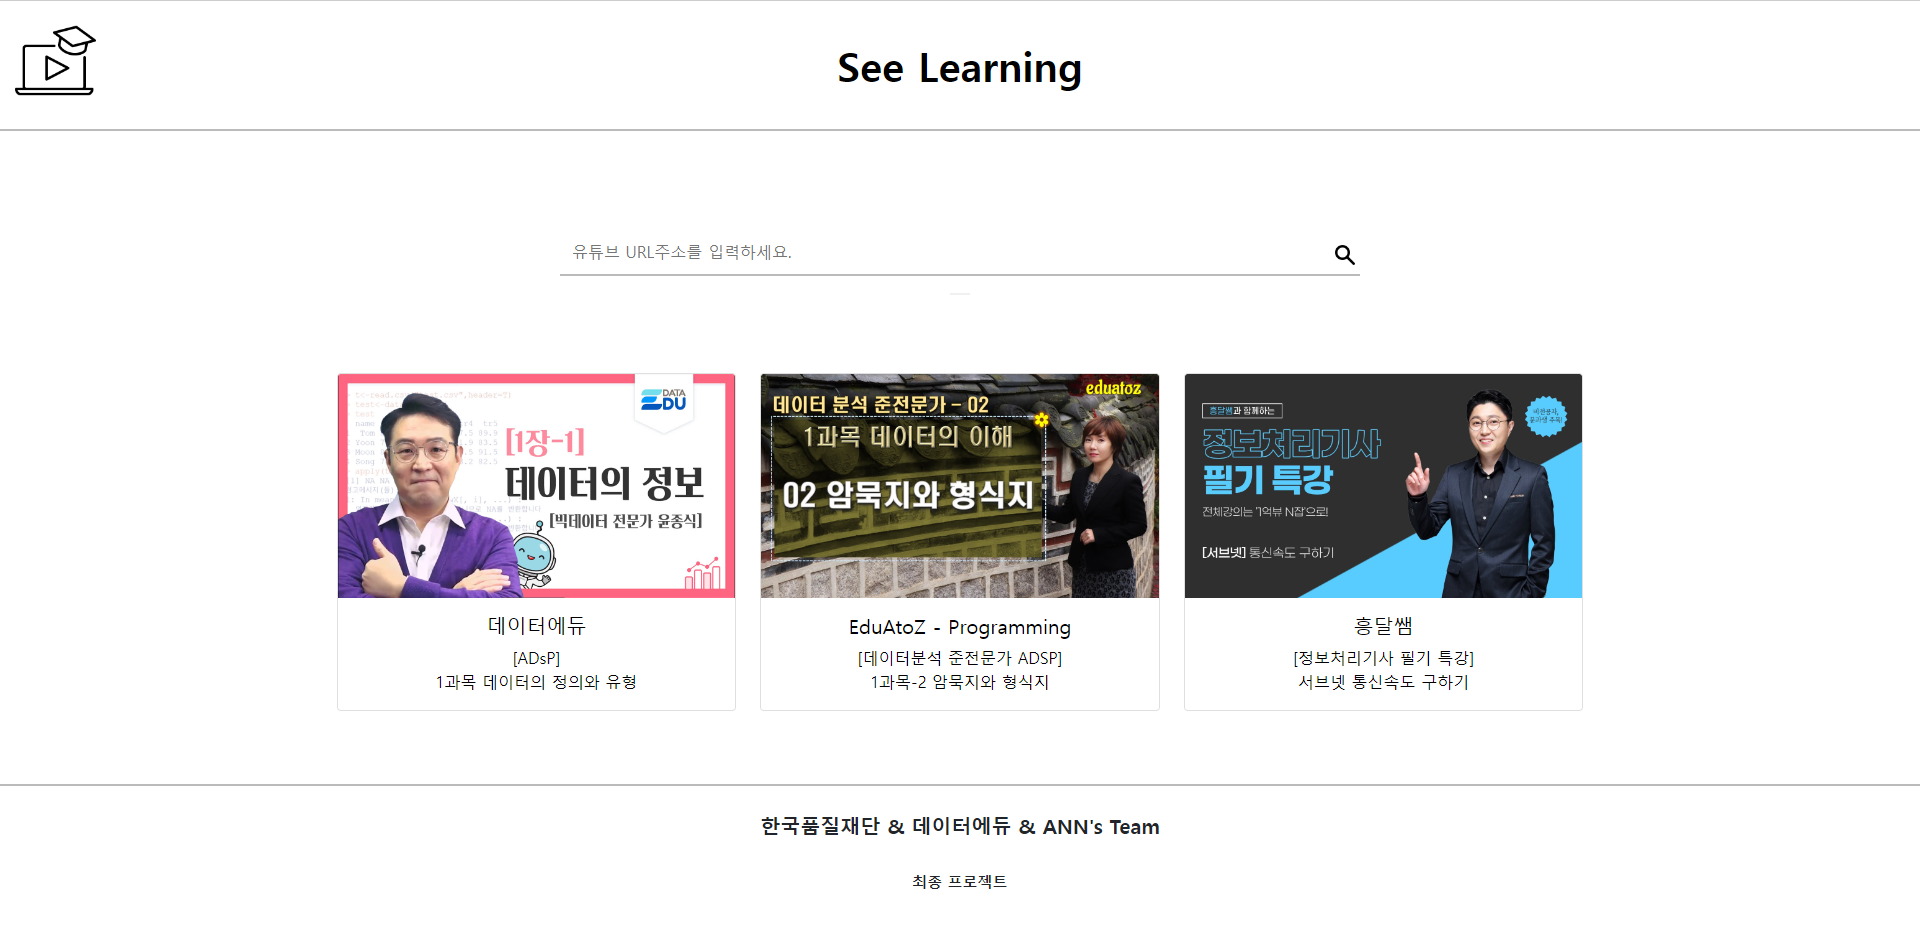 See Learning
유튜브 URL주소를 입력하세요.
DATA
EDU
[1장-1]
데이터의 정보
[빅데이터 전문가 윤종식]
eduatoz
데이터 분석 준전문가 - 02
1과목 데이터의 이해
02 암묵지와 형식지
흥달쌤과 함께하는
정보처리기사
필기 특강
전체강의는 '1억뷰 N잡'으로!
[서브넷] 통신속도 구하기
비전공자,
데이터에듀
[ADsP]
1과목 데이터의 정의와 유형
EduAtoZ - Programming
[데이터분석 준전문가 ADSP]
1과목-2 암묵지와 형식지
흥달쌤
[정보처리기사 필기 특강]
서브넷 통신속도 구하기
한국품질재단 & 데이터에듀 & ANN's Team
최종 프로젝트